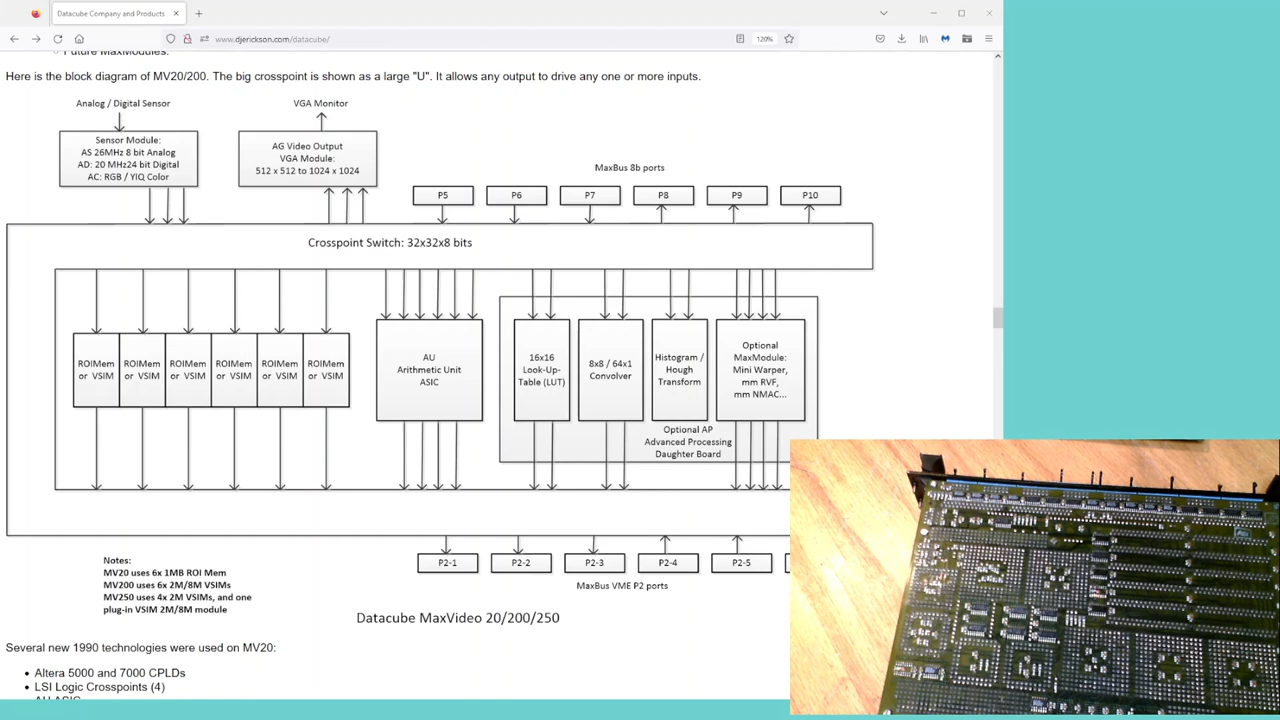 Datacube Company and Products
www.djerickson.com/datacube/
120%
Future MaxModules.
Here is the block diagram of MV20/200. The big crosspoint is shown as a large "U". It allows any output to drive any one or more inputs.
Analog / Digital Sensor
VGA Monitor
Sensor Module:
AS 26MHz 8 bit Analog
AD: 20 MHz24 bit Digital
AC: RGB / YIQ Color
AG Video Output
VGA Module:
512 x 512 to 1024 x 1024
MaxBus 8b ports
P5
P6
P7
P8
P9
P10
Crosspoint Switch: 32x32x8 bits
ROIMem
or VSIM
ROIMem
or VSIM
ROIMem
or VSIM
ROIMem
or VSIM
ROIMem
or VSIM
ROIMem
or VSIM
AU
Arithmetic Unit
ASIC
16x16
Look-Up-
Table (LUT)
8x8 / 64x1
Convolver
Histogram /
Hough
Transform
Optional
MaxModule:
Mini Warper,
mm RVF,
mm NMAC...
Optional AP
Advanced Processing
Daughter Board
P2-1
P2-2
P2-3
P2-4
P2-5
MaxBus VME P2 ports
Notes:
MV20 uses 6x 1MB ROI Mem
MV200 uses 6x 2M/8M VSIMs
MV250 uses 4x 2M VSIMs, and one
plug-in VSIM 2M/8M module
Datacube MaxVideo 20/200/250
Several new 1990 technologies were used on MV20:
Altera 5000 and 7000 CPLDs
LSI Logic Crosspoints (4)
AU ASIC